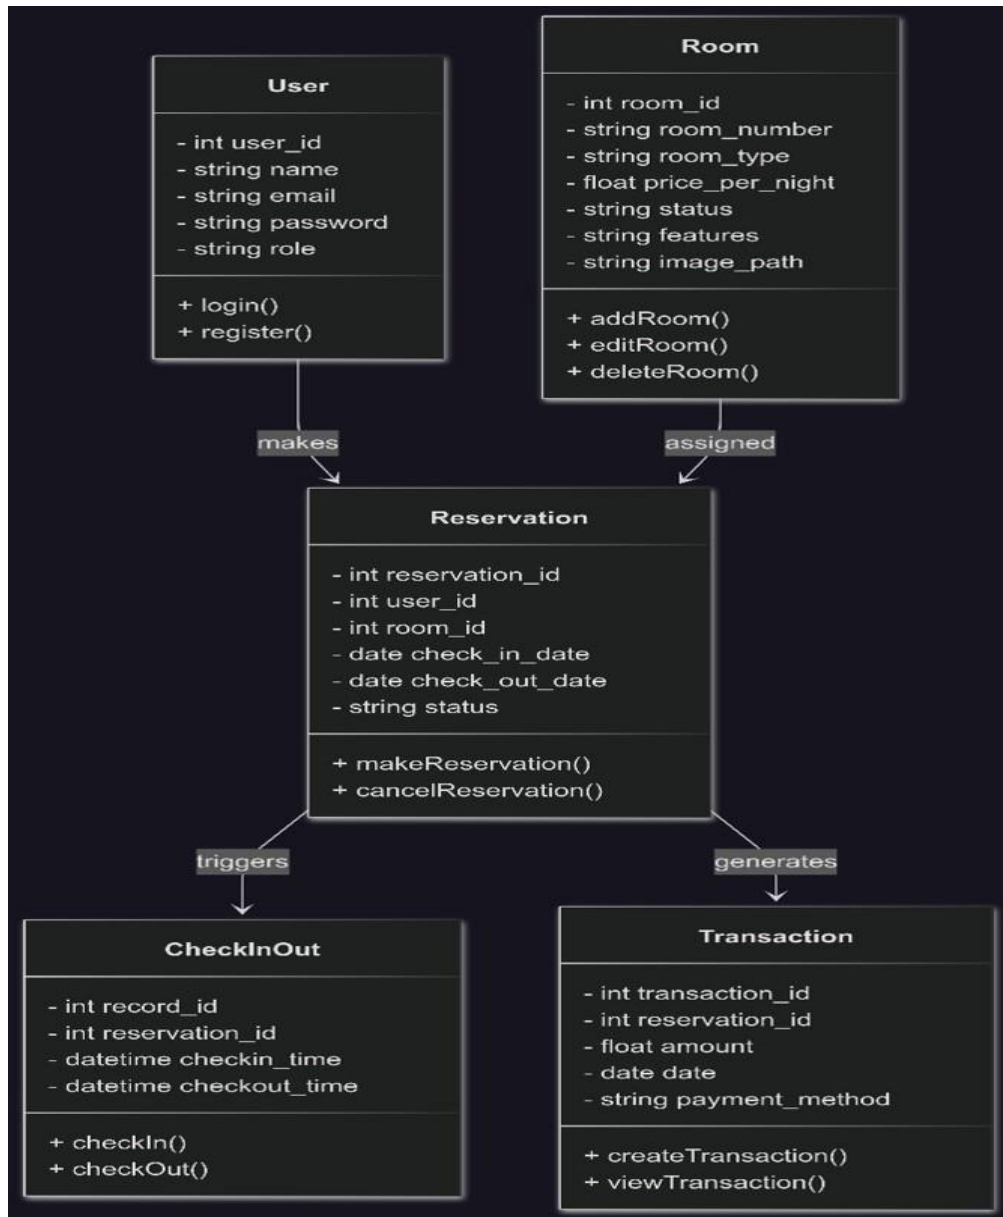 User
- int user_id
- string name
- string email
- string password
- string role
+ login()
+ register()
Room
- int room_id
- string room_number
- string room_type
- float price_per_night
- string status
- string features
- string image_path
+ addRoom()
+ editRoom()
+ deleteRoom()
makes
assigned
Reservation
- int reservation_id
- int user_id
- int room_id
- date check_in_date
- date check_out_date
- string status
+ makeReservation()
+ cancelReservation()
triggers
generates
CheckInOut
- int record_id
- int reservation_id
- datetime checkin_time
- datetime checkout_time
+ checkIn()
+ checkOut()
Transaction
- int transaction_id
- int reservation_id
- float amount
- date date
- string payment_method
+ createTransaction()
+ viewTransaction()